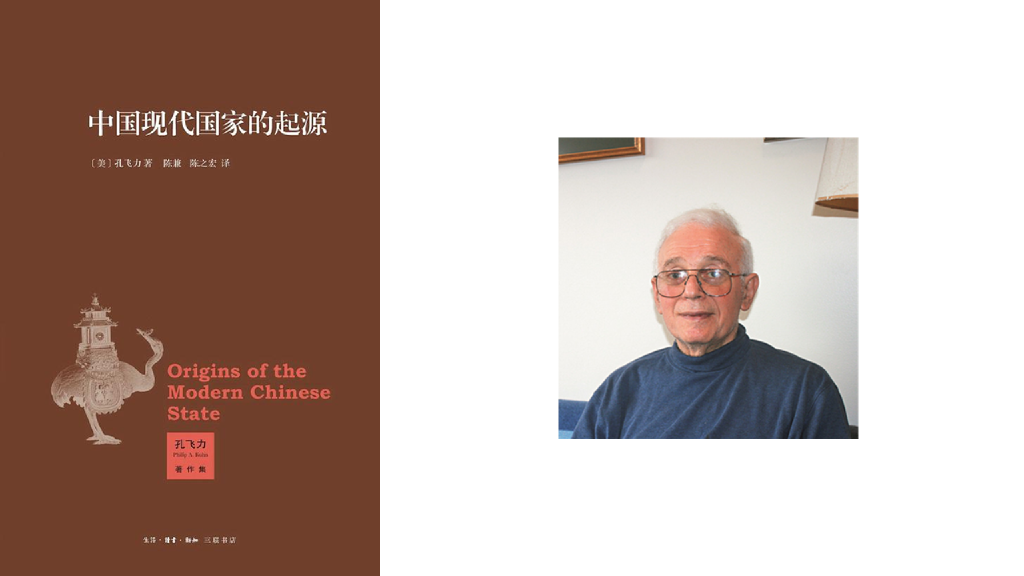 中国现代国家的起源
〔美〕孔飞力 著 陈兼 陈之宏 译
Origins of the
Modern Chinese
State
孔飞力
Philip A. Kuhn
著作集
生活·讀書·新知 三联书店